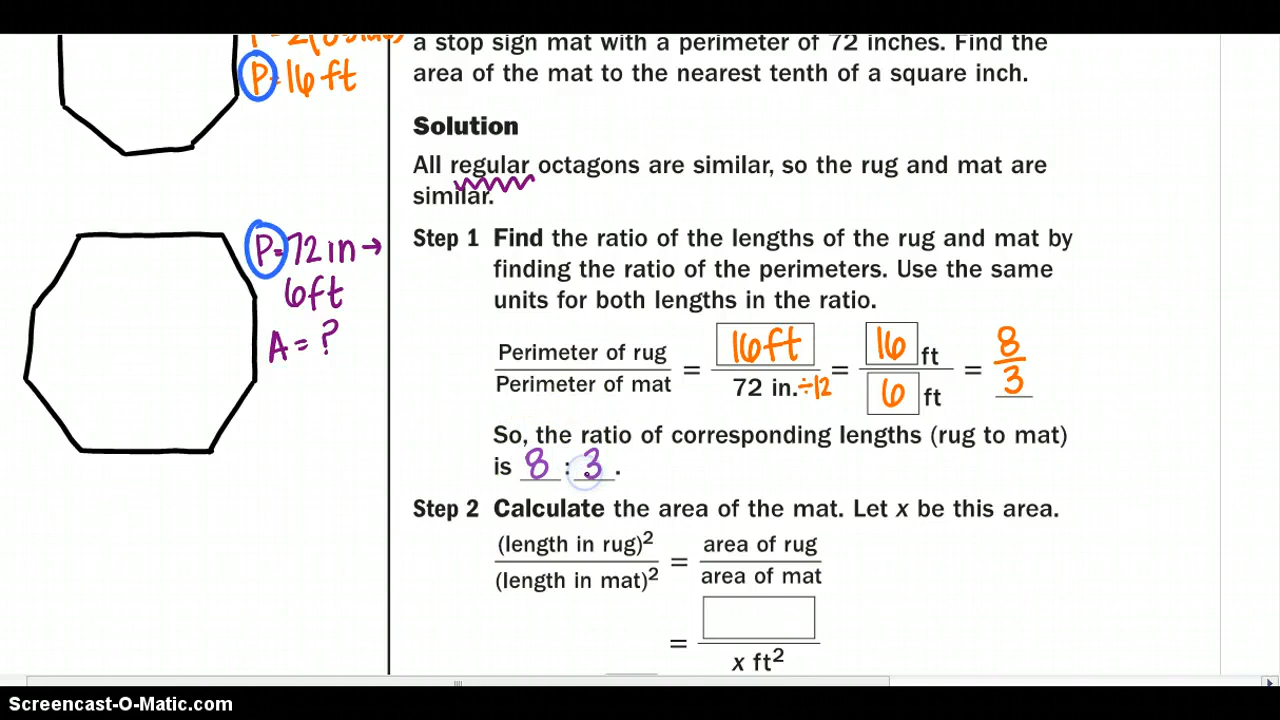 P=16ft
P=72in→
6ft
A=?
a stop sign mat with a perimeter of 72 inches. Find the
area of the mat to the nearest tenth of a square inch.
Solution
All regular octagons are similar, so the rug and mat are
similar.
Step 1 Find the ratio of the lengths of the rug and mat by
finding the ratio of the perimeters. Use the same
units for both lengths in the ratio.
Perimeter of rug / Perimeter of mat = 16ft / 72 in. ÷12 = 16 ft / 6 ft = 8/3
So, the ratio of corresponding lengths (rug to mat)
is 8 : 3.
Step 2 Calculate the area of the mat. Let x be this area.
(length in rug)² / (length in mat)² = area of rug / area of mat
= / x ft²
Screencast-O-Matic.com